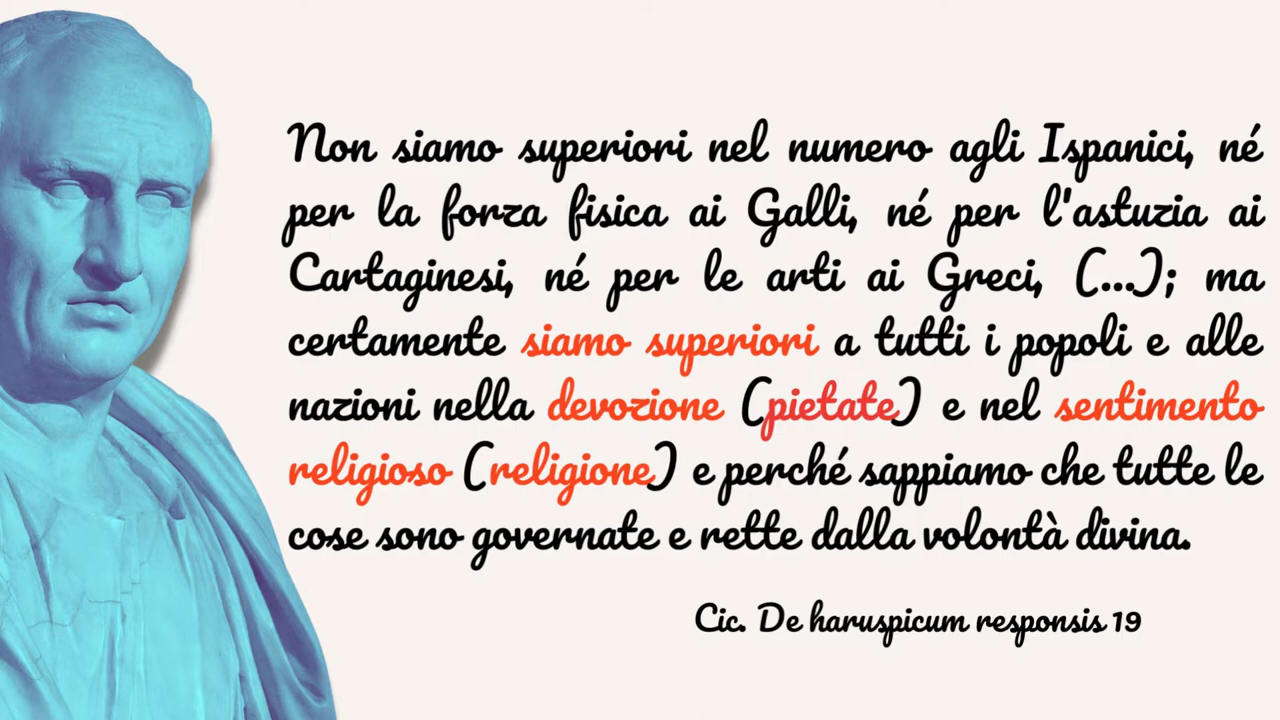 Non siamo superiori nel numero agli Ispanici, né
per la forza fisica ai Galli, né per l'astuzia ai
Cartaginesi, né per le arti ai Greci, (...); ma
certamente siamo superiori a tutti i popoli e alle
nazioni nella devozione (pietate) e nel sentimento
religioso (religione) e perché sappiamo che tutte le
cose sono governate e rette dalla volontà divina.
Cic. De haruspicum responsis 19